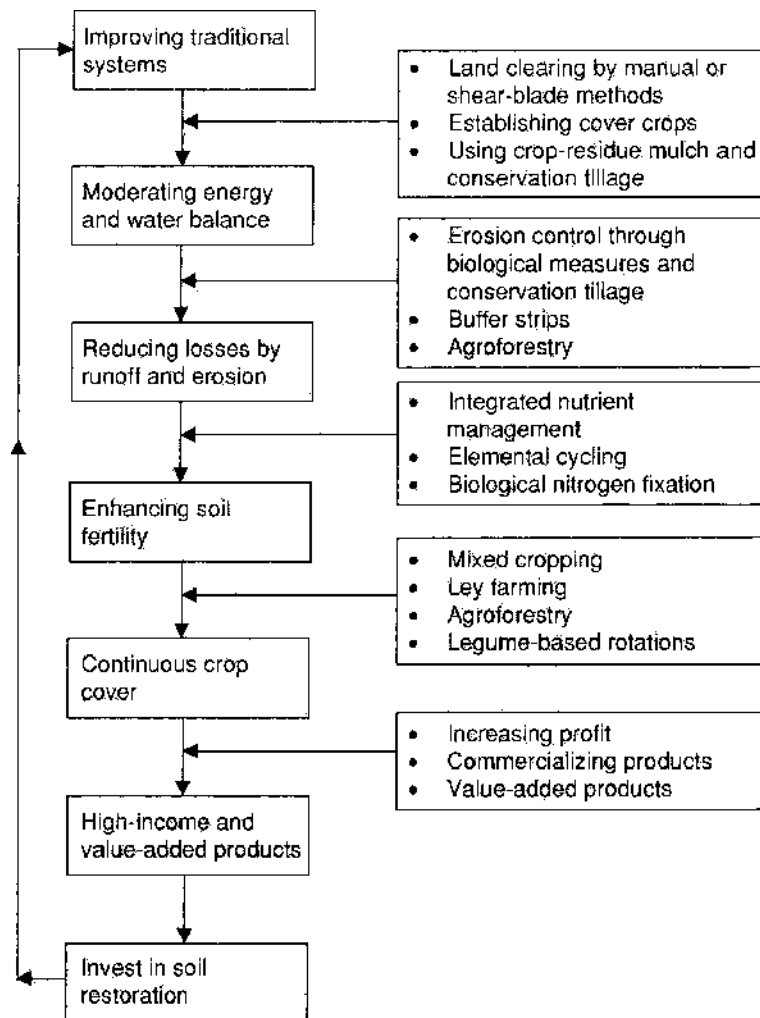 Improving traditional
systems
• Land clearing by manual or
shear-blade methods
• Establishing cover crops
• Using crop-residue mulch and
conservation tillage
Moderating energy
and water balance
• Erosion control through
biological measures and
conservation tillage
• Buffer strips
• Agroforestry
Reducing losses by
runoff and erosion
• Integrated nutrient
management
• Elemental cycling
• Biological nitrogen fixation
Enhancing soil
fertility
• Mixed cropping
• Ley farming
• Agroforestry
• Legume-based rotations
Continuous crop
cover
• Increasing profit
• Commercializing products
• Value-added products
High-income and
value-added products
Invest in soil
restoration